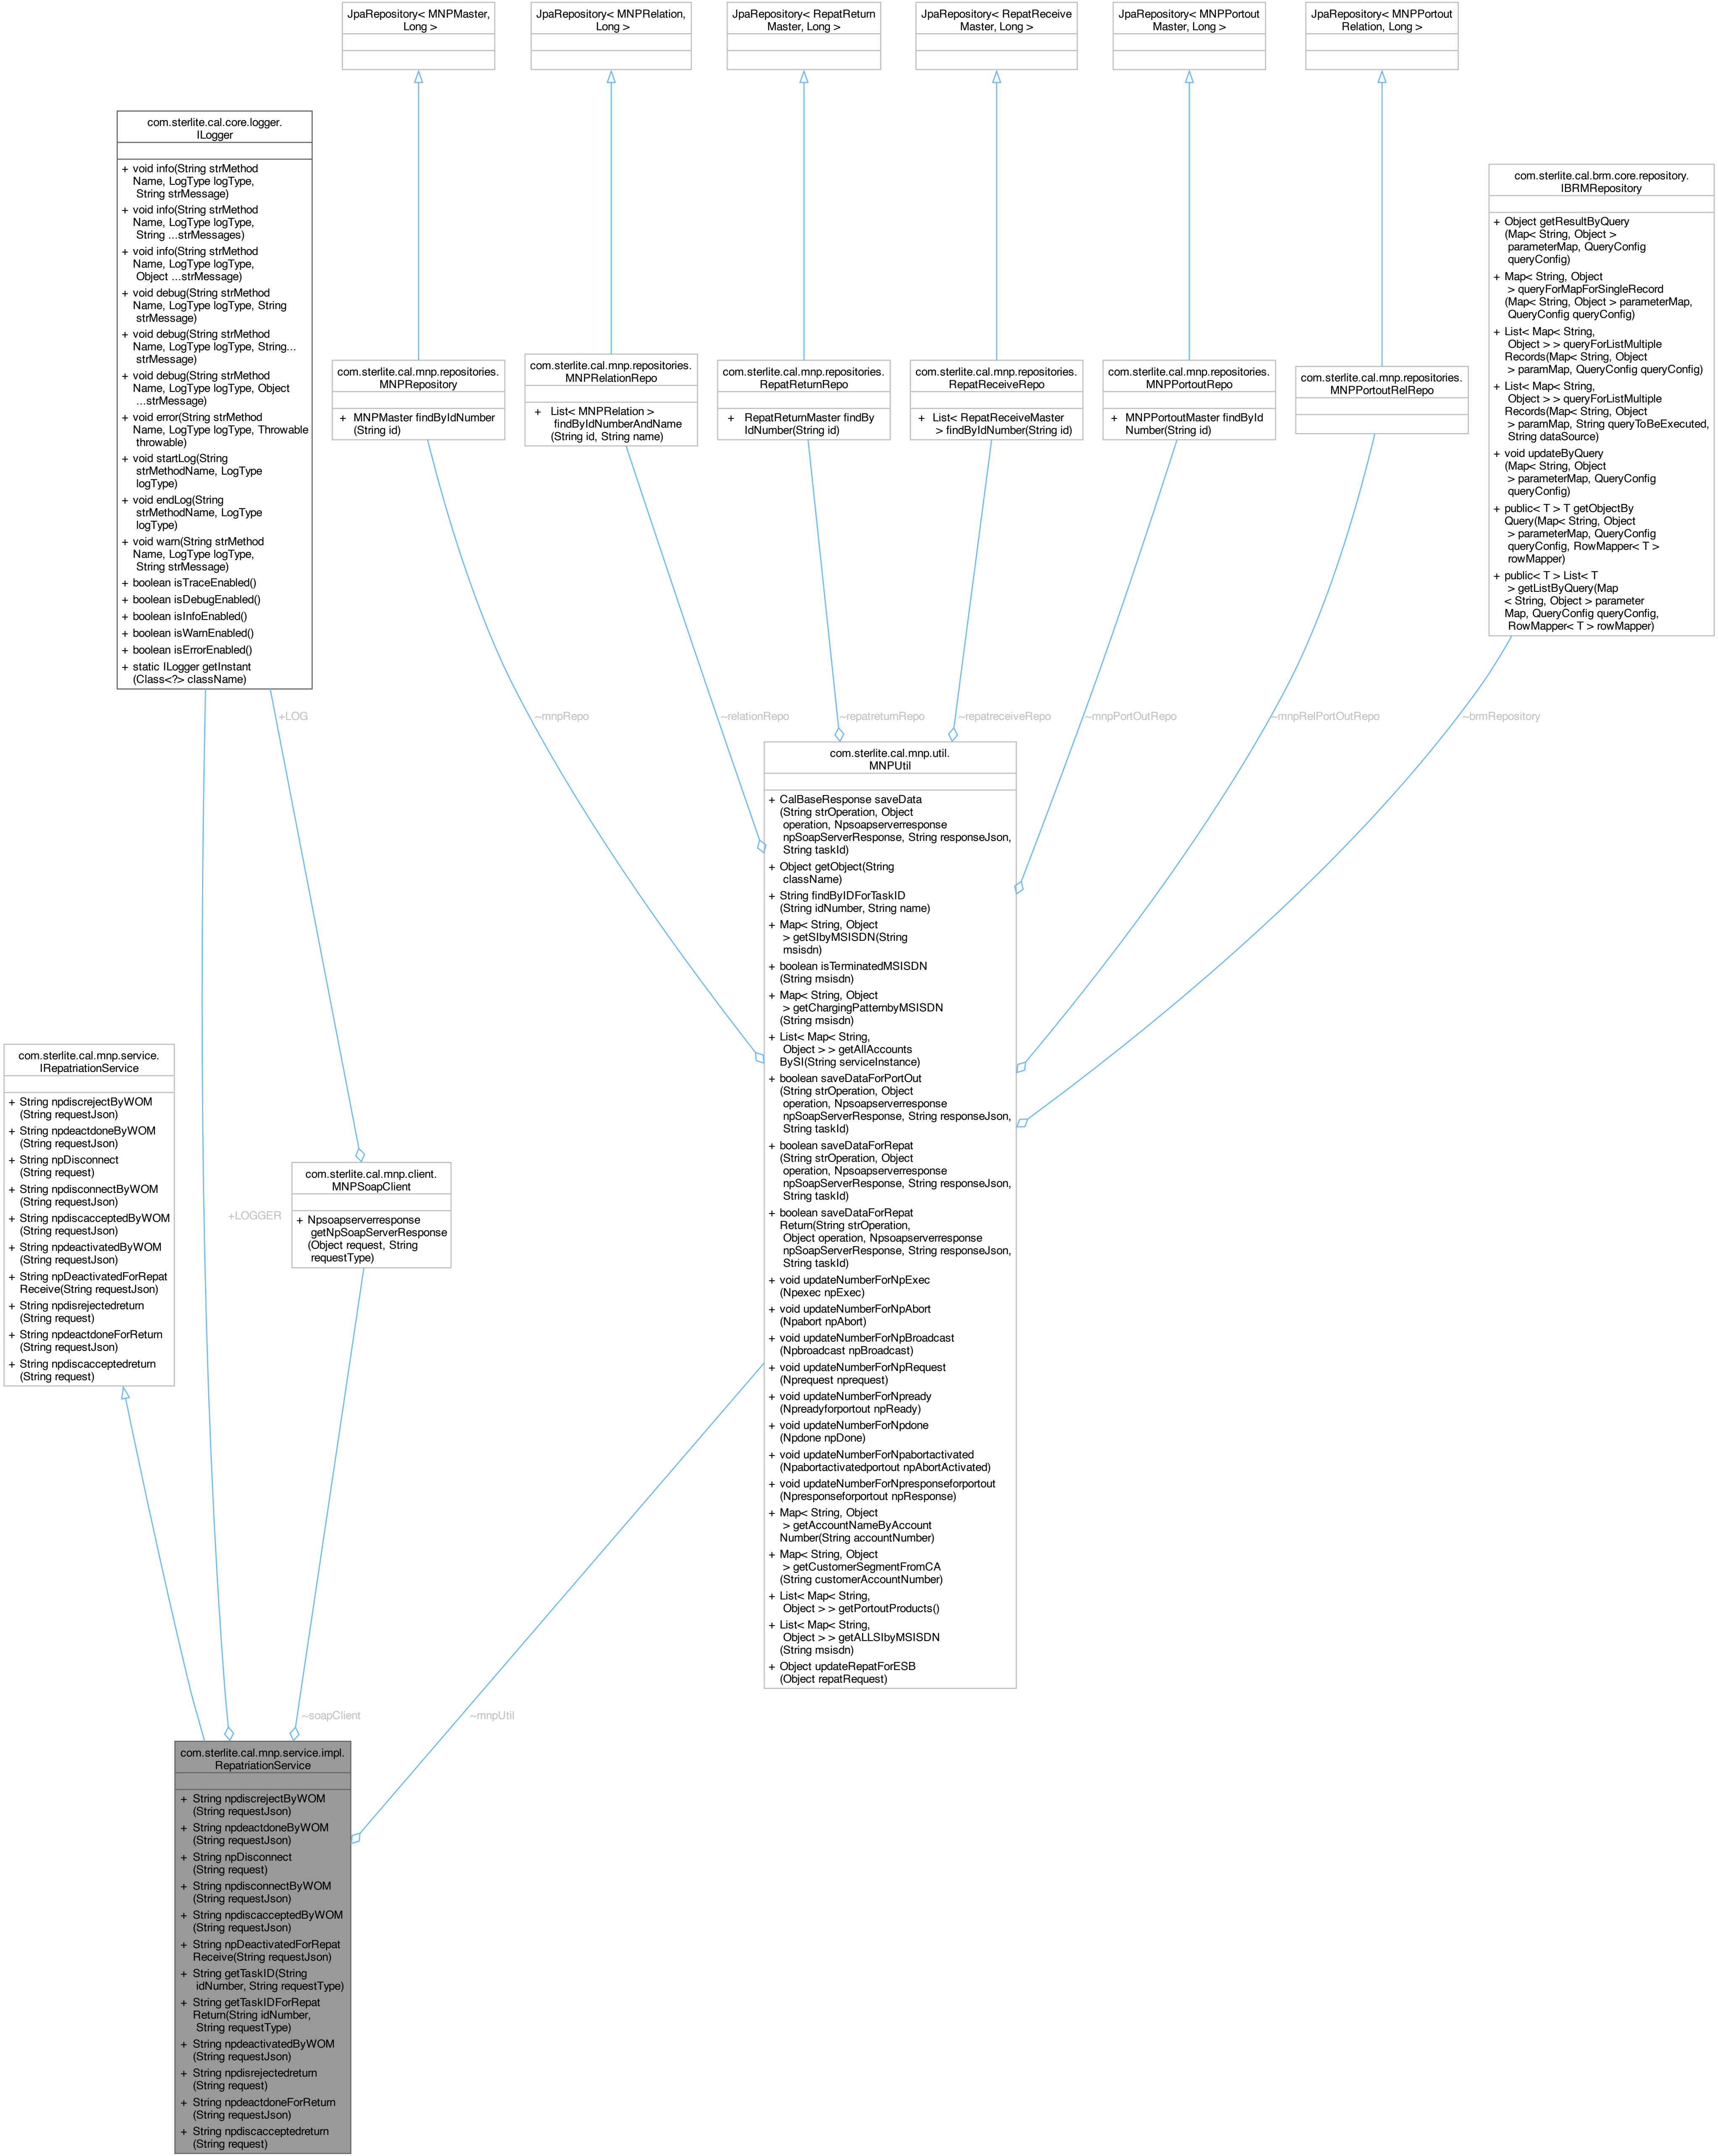 JpaRepository< MNPMaster,
Long >
JpaRepository< MNPRelation,
Long >
JpaRepository< RepatReturn
Master, Long >
JpaRepository< RepatReceive
Master, Long >
JpaRepository< MNPPortout
Master, Long >
JpaRepository< MNPPortout
Relation, Long >
com.sterlite.cal.core.logger.
ILogger
+ void info(String strMethod
Name, LogType logType,
String strMessage)
+ void info(String strMethod
Name, LogType logType,
String ...strMessages)
+ void info(String strMethod
Name, LogType logType,
Object ...strMessage)
+ void debug(String strMethod
Name, LogType logType, String
strMessage)
+ void debug(String strMethod
Name, LogType logType, String...
strMessage)
+ void debug(String strMethod
Name, LogType logType, Object
...strMessage)
+ void error(String strMethod
Name, LogType logType, Throwable
throwable)
+ void startLog(String
strMethodName, LogType
logType)
+ void endLog(String
strMethodName, LogType
logType)
+ void warn(String strMethod
Name, LogType logType,
String strMessage)
+ boolean isTraceEnabled()
+ boolean isDebugEnabled()
+ boolean isInfoEnabled()
+ boolean isWarnEnabled()
+ boolean isErrorEnabled()
+ static ILogger getInstant
(Class<?> className)
com.sterlite.cal.mnp.repositories.
MNPRepository
+ MNPMaster findByIdNumber
(String id)
com.sterlite.cal.mnp.repositories.
MNPRelationRepo
+ List< MNPRelation >
findByIdNumberAndName
(String id, String name)
com.sterlite.cal.mnp.repositories.
RepatReturnRepo
+ RepatReturnMaster findBy
IdNumber(String id)
com.sterlite.cal.mnp.repositories.
RepatReceiveRepo
+ List< RepatReceiveMaster
> findByIdNumber(String id)
com.sterlite.cal.mnp.repositories.
MNPPortoutRepo
+ MNPPortoutMaster findById
Number(String id)
com.sterlite.cal.mnp.repositories.
MNPPortoutRelRepo
com.sterlite.cal.brm.core.repository.
IBRMRepository
+ Object getResultByQuery
(Map< String, Object >
parameterMap, QueryConfig
queryConfig)
+ Map< String, Object
> queryForMapForSingleRecord
(Map< String, Object > parameterMap,
QueryConfig queryConfig)
+ List< Map< String,
Object > > queryForListMultiple
Records(Map< String, Object
> paramMap, QueryConfig queryConfig)
+ List< Map< String,
Object > > queryForListMultiple
Records(Map< String, Object
> paramMap, String queryToBeExecuted,
String dataSource)
+ void updateByQuery
(Map< String, Object
> parameterMap, QueryConfig
queryConfig)
+ public< T > T getObjectBy
Query(Map< String, Object
> parameterMap, QueryConfig
queryConfig, RowMapper< T >
rowMapper)
+ public< T > List< T
> getListByQuery(Map
< String, Object > parameter
Map, QueryConfig queryConfig,
RowMapper< T > rowMapper)
+LOG
~mnpRepo
~relationRepo
~repatreturnRepo
~repatreceiveRepo
~mnpPortOutRepo
~mnpRelPortOutRepo
~brmRepository
com.sterlite.cal.mnp.util.
MNPUtil
+ CalBaseResponse saveData
(String strOperation, Object
operation, Npsoapserverresponse
npSoapServerResponse, String responseJson,
String taskId)
+ Object getObject(String
className)
+ String findByIDForTaskID
(String idNumber, String name)
+ Map< String, Object
> getSIbyMSISDN(String
msisdn)
+ boolean isTerminatedMSISDN
(String msisdn)
+ Map< String, Object
> getChargingPatternbyMSISDN
(String msisdn)
+ List< Map< String,
Object > > getAllAccounts
BySI(String serviceInstance)
+ boolean saveDataForPortOut
(String strOperation, Object
operation, Npsoapserverresponse
npSoapServerResponse, String responseJson,
String taskId)
+ boolean saveDataForRepat
(String strOperation, Object
operation, Npsoapserverresponse
npSoapServerResponse, String responseJson,
String taskId)
+ boolean saveDataForRepat
Return(String strOperation,
Object operation, Npsoapserverresponse
npSoapServerResponse, String responseJson,
String taskId)
+ void updateNumberForNpExec
(Npexec npExec)
+ void updateNumberForNpAbort
(Npabort npAbort)
+ void updateNumberForNpBroadcast
(Npbroadcast npBroadcast)
+ void updateNumberForNpRequest
(Nprequest nprequest)
+ void updateNumberForNpready
(Npreadyforportout npReady)
+ void updateNumberForNpdone
(Npdone npDone)
+ void updateNumberForNpabortactivated
(Npabortactivatedportout npAbortActivated)
+ void updateNumberForNpresponseforportout
(Npresponseforportout npResponse)
+ Map< String, Object
> getAccountNameByAccount
Number(String accountNumber)
+ Map< String, Object
> getCustomerSegmentFromCA
(String customerAccountNumber)
+ List< Map< String,
Object > > getPortoutProducts()
+ List< Map< String,
Object > > getALLSIbyMSISDN
(String msisdn)
+ Object updateRepatForESB
(Object repatRequest)
com.sterlite.cal.mnp.service.
IRepatriationService
+ String npdiscrejectByWOM
(String requestJson)
+ String npdeactdoneByWOM
(String requestJson)
+ String npDisconnect
(String request)
+ String npdisconnectByWOM
(String requestJson)
+ String npdiscacceptedByWOM
(String requestJson)
+ String npdeactivatedByWOM
(String requestJson)
+ String npDeactivatedForRepat
Receive(String requestJson)
+ String npdisrejectedreturn
(String request)
+ String npdeactdoneForReturn
(String requestJson)
+ String npdiscacceptedreturn
(String request)
+LOGGER
com.sterlite.cal.mnp.client.
MNPSoapClient
+ Npsoapserverresponse
getNpSoapServerResponse
(Object request, String
requestType)
~soapClient
~mnpUtil
com.sterlite.cal.mnp.service.impl.
RepatriationService
+ String npdiscrejectByWOM
(String requestJson)
+ String npdeactdoneByWOM
(String requestJson)
+ String npDisconnect
(String request)
+ String npdisconnectByWOM
(String requestJson)
+ String npdiscacceptedByWOM
(String requestJson)
+ String npDeactivatedForRepat
Receive(String requestJson)
+ String getTaskID(String
idNumber, String requestType)
+ String getTaskIDForRepat
Return(String idNumber,
String requestType)
+ String npdeactivatedByWOM
(String requestJson)
+ String npdisrejectedreturn
(String request)
+ String npdeactdoneForReturn
(String requestJson)
+ String npdiscacceptedreturn
(String request)